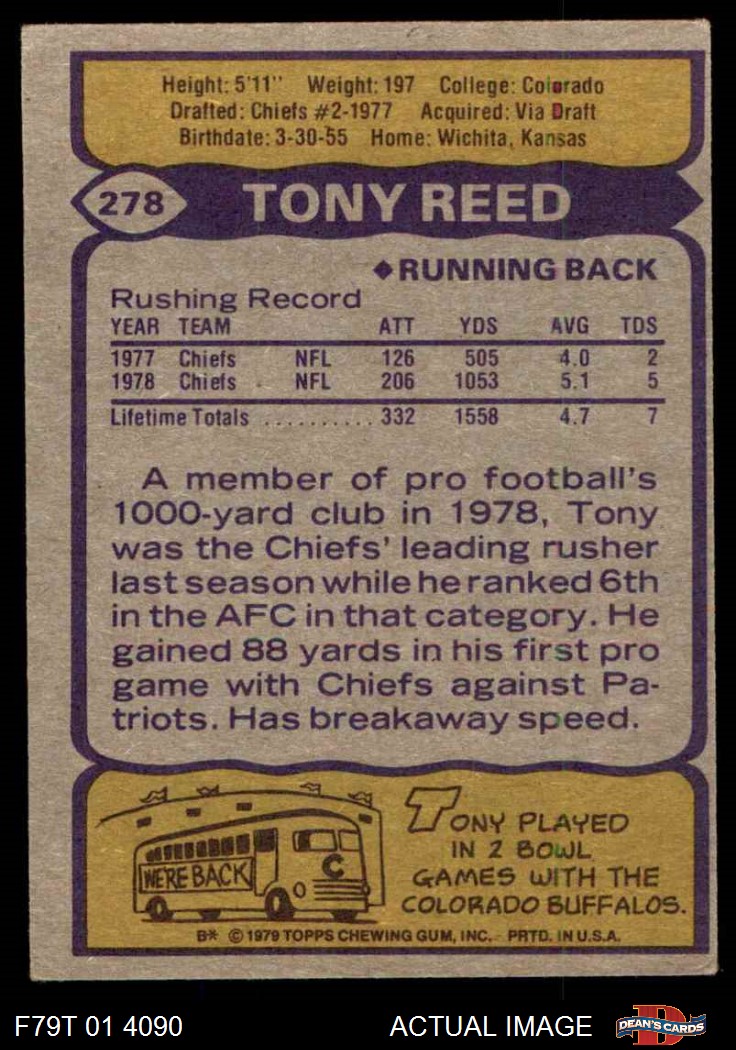 Height: 5'11" Weight: 197 College: Colorado
Drafted: Chiefs #2-1977 Acquired: Via Draft
Birthdate: 3-30-55 Home: Wichita, Kansas
278 TONY REED
◆RUNNING BACK
Rushing Record
YEAR TEAM ATT YDS AVG TDS
1977 Chiefs NFL 126 505 4.0 2
1978 Chiefs NFL 206 1053 5.1 5
Lifetime Totals .......... 332 1558 4.7 7
A member of pro football's
1000-yard club in 1978, Tony
was the Chiefs' leading rusher
last season while he ranked 6th
in the AFC in that category. He
gained 88 yards in his first pro
game with Chiefs against Pa-
triots. Has breakaway speed.
WE'RE BACK
C
TONY PLAYED
IN 2 BOWL
GAMES WITH THE
COLORADO BUFFALOS.
B* © 1979 TOPPS CHEWING GUM, INC. PRTD. IN U.S.A.
F79T 01 4090 ACTUAL IMAGE
D
DEAN'S CARDS